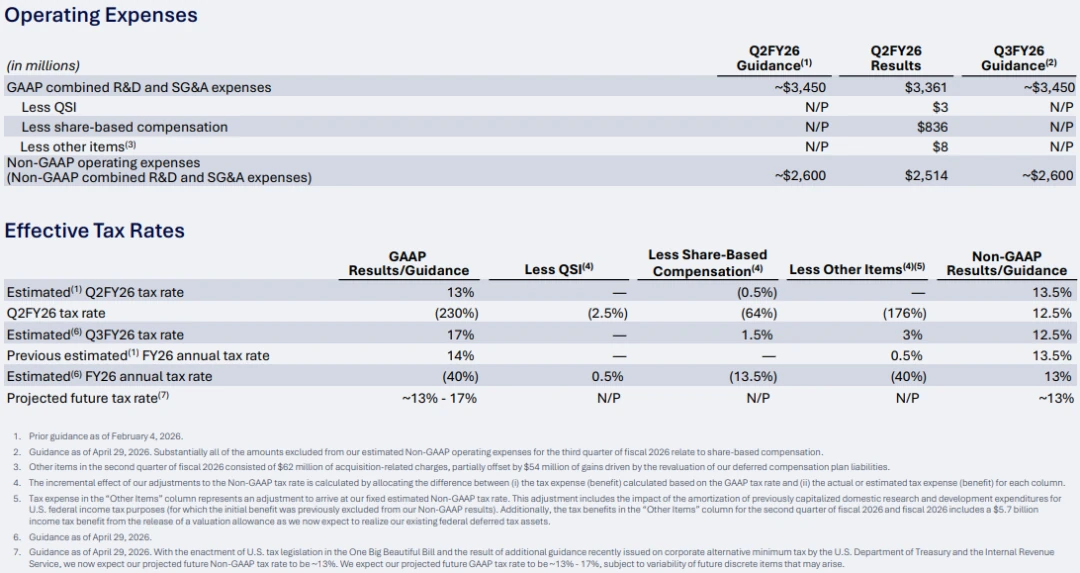 Operating Expenses
(in millions) Q2FY26 Guidance(1) Q2FY26 Results Q3FY26 Guidance(2)
GAAP combined R&D and SG&A expenses ~$3,450 $3,361 ~$3,450
Less QSI N/P $3 N/P
Less share-based compensation N/P $836 N/P
Less other items(3) N/P $8 N/P
Non-GAAP operating expenses
(Non-GAAP combined R&D and SG&A expenses) ~$2,600 $2,514 ~$2,600
Effective Tax Rates
GAAP Results/Guidance Less QSI(4) Less Share-Based Compensation(4) Less Other Items(4)(5) Non-GAAP Results/Guidance
Estimated(1) Q2FY26 tax rate 13% — (0.5%) — 13.5%
Q2FY26 tax rate (230%) (2.5%) (64%) (176%) 12.5%
Estimated(6) Q3FY26 tax rate 17% — 1.5% 3% 12.5%
Previous estimated(1) FY26 annual tax rate 14% — — 0.5% 13.5%
Estimated(6) FY26 annual tax rate (40%) 0.5% (13.5%) (40%) 13%
Projected future tax rate(7) ~13% - 17% N/P N/P N/P ~13%
1. Prior guidance as of February 4, 2026.
2. Guidance as of April 29, 2026. Substantially all of the amounts excluded from our estimated Non-GAAP operating expenses for the third quarter of fiscal 2026 relate to share-based compensation.
3. Other items in the second quarter of fiscal 2026 consisted of $62 million of acquisition-related charges, partially offset by $54 million of gains driven by the revaluation of our deferred compensation plan liabilities.
4. The incremental effect of our adjustments to the Non-GAAP tax rate is calculated by allocating the difference between (i) the tax expense (benefit) calculated based on the GAAP tax rate and (ii) the actual or estimated tax expense (benefit) for each column.
5. Tax expense in the "Other Items" column represents an adjustment to arrive at our fixed estimated Non-GAAP tax rate. This adjustment includes the impact of the amortization of previously capitalized domestic research and development expenditures for
U.S. federal income tax purposes (for which the initial benefit was previously excluded from our Non-GAAP results). Additionally, the tax benefits in the "Other Items" column for the second quarter of fiscal 2026 and fiscal 2026 includes a $5.7 billion
income tax benefit from the release of a valuation allowance as we now expect to realize our existing federal deferred tax assets.
6. Guidance as of April 29, 2026.
7. Guidance as of April 29, 2026. With the enactment of U.S. tax legislation in the One Big Beautiful Bill and the result of additional guidance recently issued on corporate alternative minimum tax by the U.S. Department of Treasury and the Internal Revenue
Service, we now expect our projected future Non-GAAP tax rate to be ~13%. We expect our projected future GAAP tax rate to be ~13% - 17%, subject to variability of future discrete items that may arise.